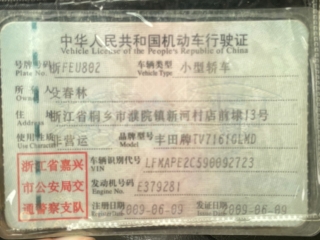 中华人民共和国机动车行驶证
Vehicle License of the People's Republic of China
号牌号码 浙FEU802 车辆类型 小型轿车
Plate No. Vehicle Type
所有人 文春林
Owner
住址 浙江省桐乡市濮院镇新河村店前埭13号
使用性质 非营运 品牌型号 丰田牌TV7161GLMD
Model
浙江省嘉兴 车辆识别代号 LFMAPE2C590092723
VIN
市公安局交 发动机号码 E379281
Engine No.
通警察支队 注册日期 2009-06-09 发证日期 2009-06-09